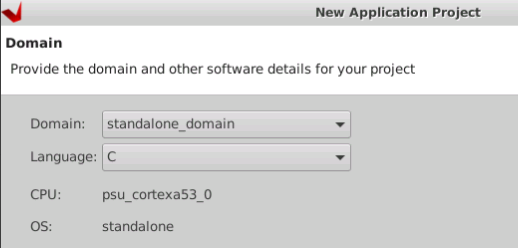 New Application Project
Domain
Provide the domain and other software details for your project
Domain: standalone_domain
Language: C
CPU: psu_cortexa53_0
OS: standalone